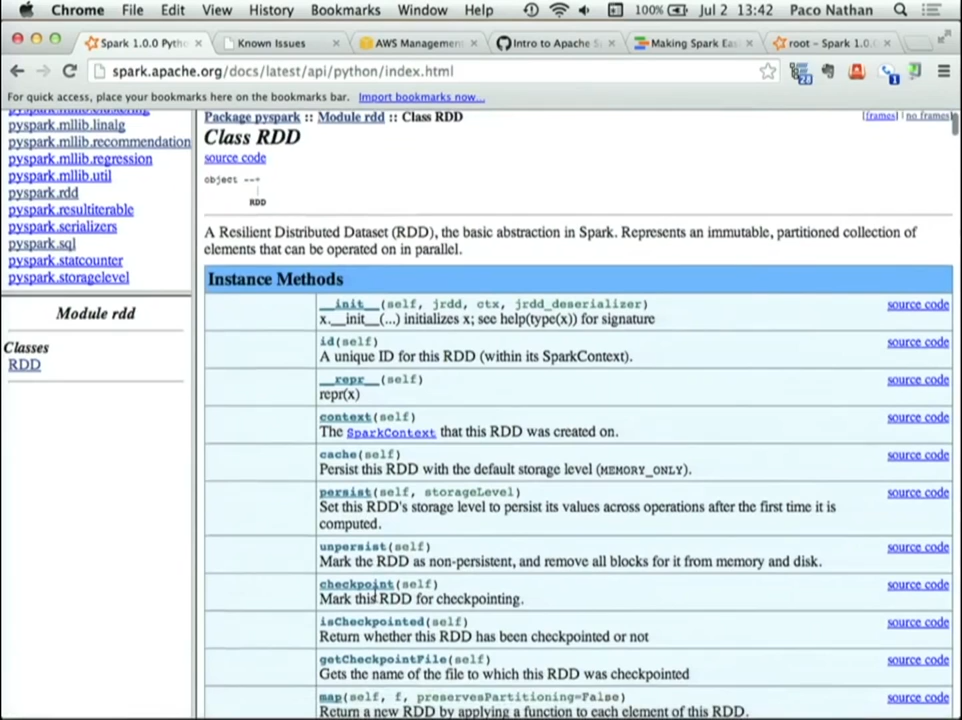 Chrome File Edit View History Bookmarks Window Help 100% Jul 2 13:42 Paco Nathan
Spark 1.0.0 Pytho Known Issues AWS Managemen Intro to Apache S Making Spark Eas root – Spark 1.0.
spark.apache.org/docs/latest/api/python/index.html
For quick access, place your bookmarks here on the bookmarks bar. Import bookmarks now...
pyspark.mllib.clustering
pyspark.mllib.linalg
pyspark.mllib.recommendation
pyspark.mllib.regression
pyspark.mllib.util
pyspark.rdd
pyspark.resultiterable
pyspark.serializers
pyspark.sql
pyspark.statcounter
pyspark.storagelevel
Module rdd
Classes
RDD
Package pyspark :: Module rdd :: Class RDD
[frames] | no frames]
Class RDD
source code
object --+
|
RDD
A Resilient Distributed Dataset (RDD), the basic abstraction in Spark. Represents an immutable, partitioned collection of
elements that can be operated on in parallel.
Instance Methods
__init__(self, jrdd, ctx, jrdd_deserializer) source code
x.__init__(...) initializes x; see help(type(x)) for signature
id(self) source code
A unique ID for this RDD (within its SparkContext).
__repr__(self) source code
repr(x)
context(self) source code
The SparkContext that this RDD was created on.
cache(self) source code
Persist this RDD with the default storage level (MEMORY_ONLY).
persist(self, storageLevel) source code
Set this RDD's storage level to persist its values across operations after the first time it is
computed.
unpersist(self) source code
Mark the RDD as non-persistent, and remove all blocks for it from memory and disk.
checkpoint(self) source code
Mark this RDD for checkpointing.
isCheckpointed(self) source code
Return whether this RDD has been checkpointed or not
getCheckpointFile(self) source code
Gets the name of the file to which this RDD was checkpointed
map(self, f, preservesPartitioning=False) source code
Return a new RDD by applying a function to each element of this RDD.